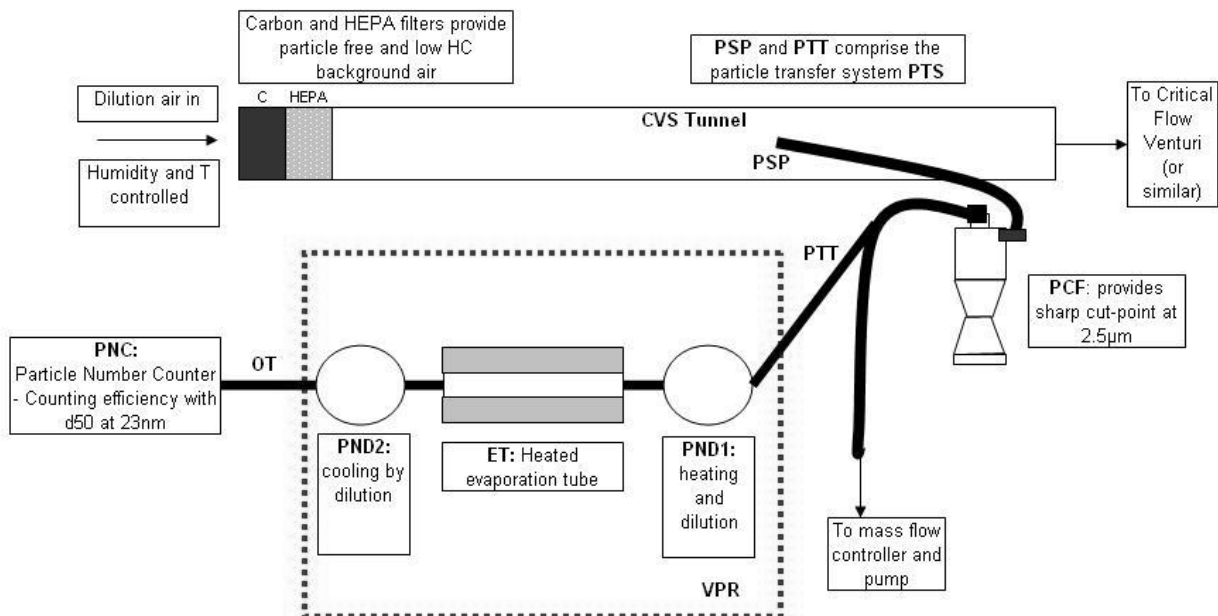 Carbon and HEPA filters provide
particle free and low HC
background air
PSP and PTT comprise the
particle transfer system PTS
Dilution air in
C HEPA
CVS Tunnel
To Critical
Flow
Venturi
(or
similar)
Humidity and T
controlled
PSP
PTT
PCF: provides
sharp cut-point at
2.5µm
PNC:
Particle Number Counter
- Counting efficiency with
d50 at 23nm
OT
PND2:
cooling by
dilution
ET: Heated
evaporation tube
PND1:
heating
and
dilution
To mass flow
controller and
pump
VPR